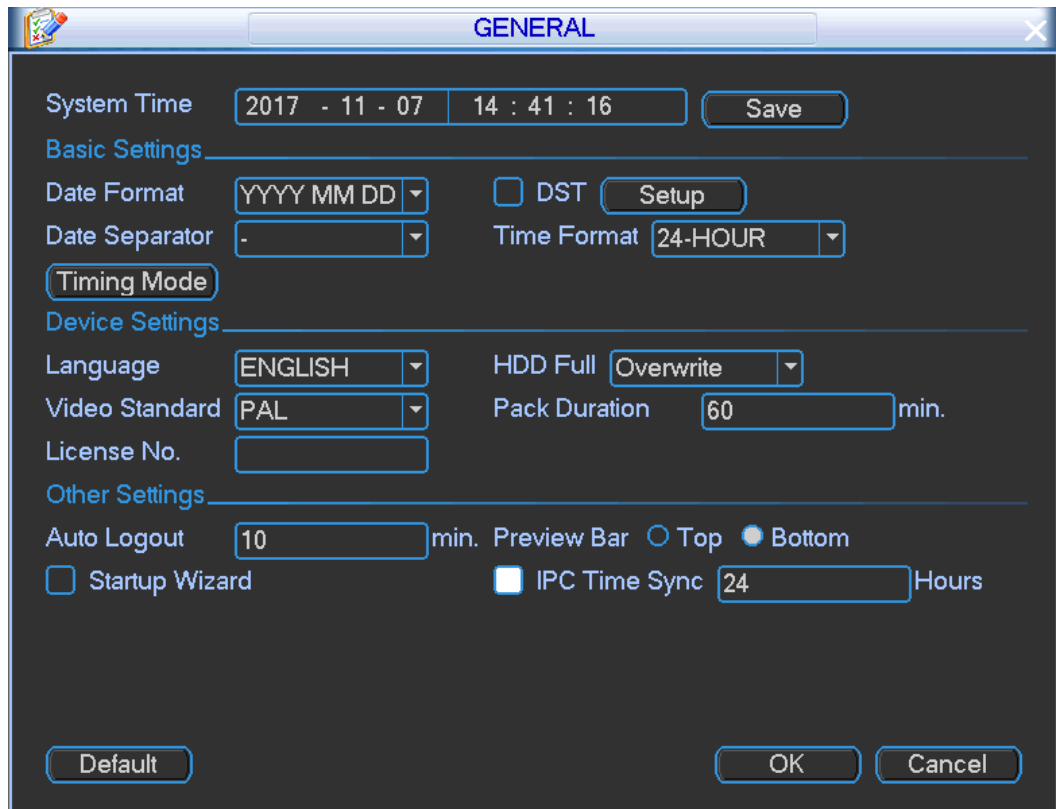 GENERAL
System Time 2017 - 11 - 07 14 : 41 : 16 Save
Basic Settings
Date Format YYYY MM DD DST Setup
Date Separator - Time Format 24-HOUR
Timing Mode
Device Settings
Language ENGLISH HDD Full Overwrite
Video Standard PAL Pack Duration 60 min.
License No.
Other Settings
Auto Logout 10 min. Preview Bar Top Bottom
Startup Wizard IPC Time Sync 24 Hours
Default OK Cancel